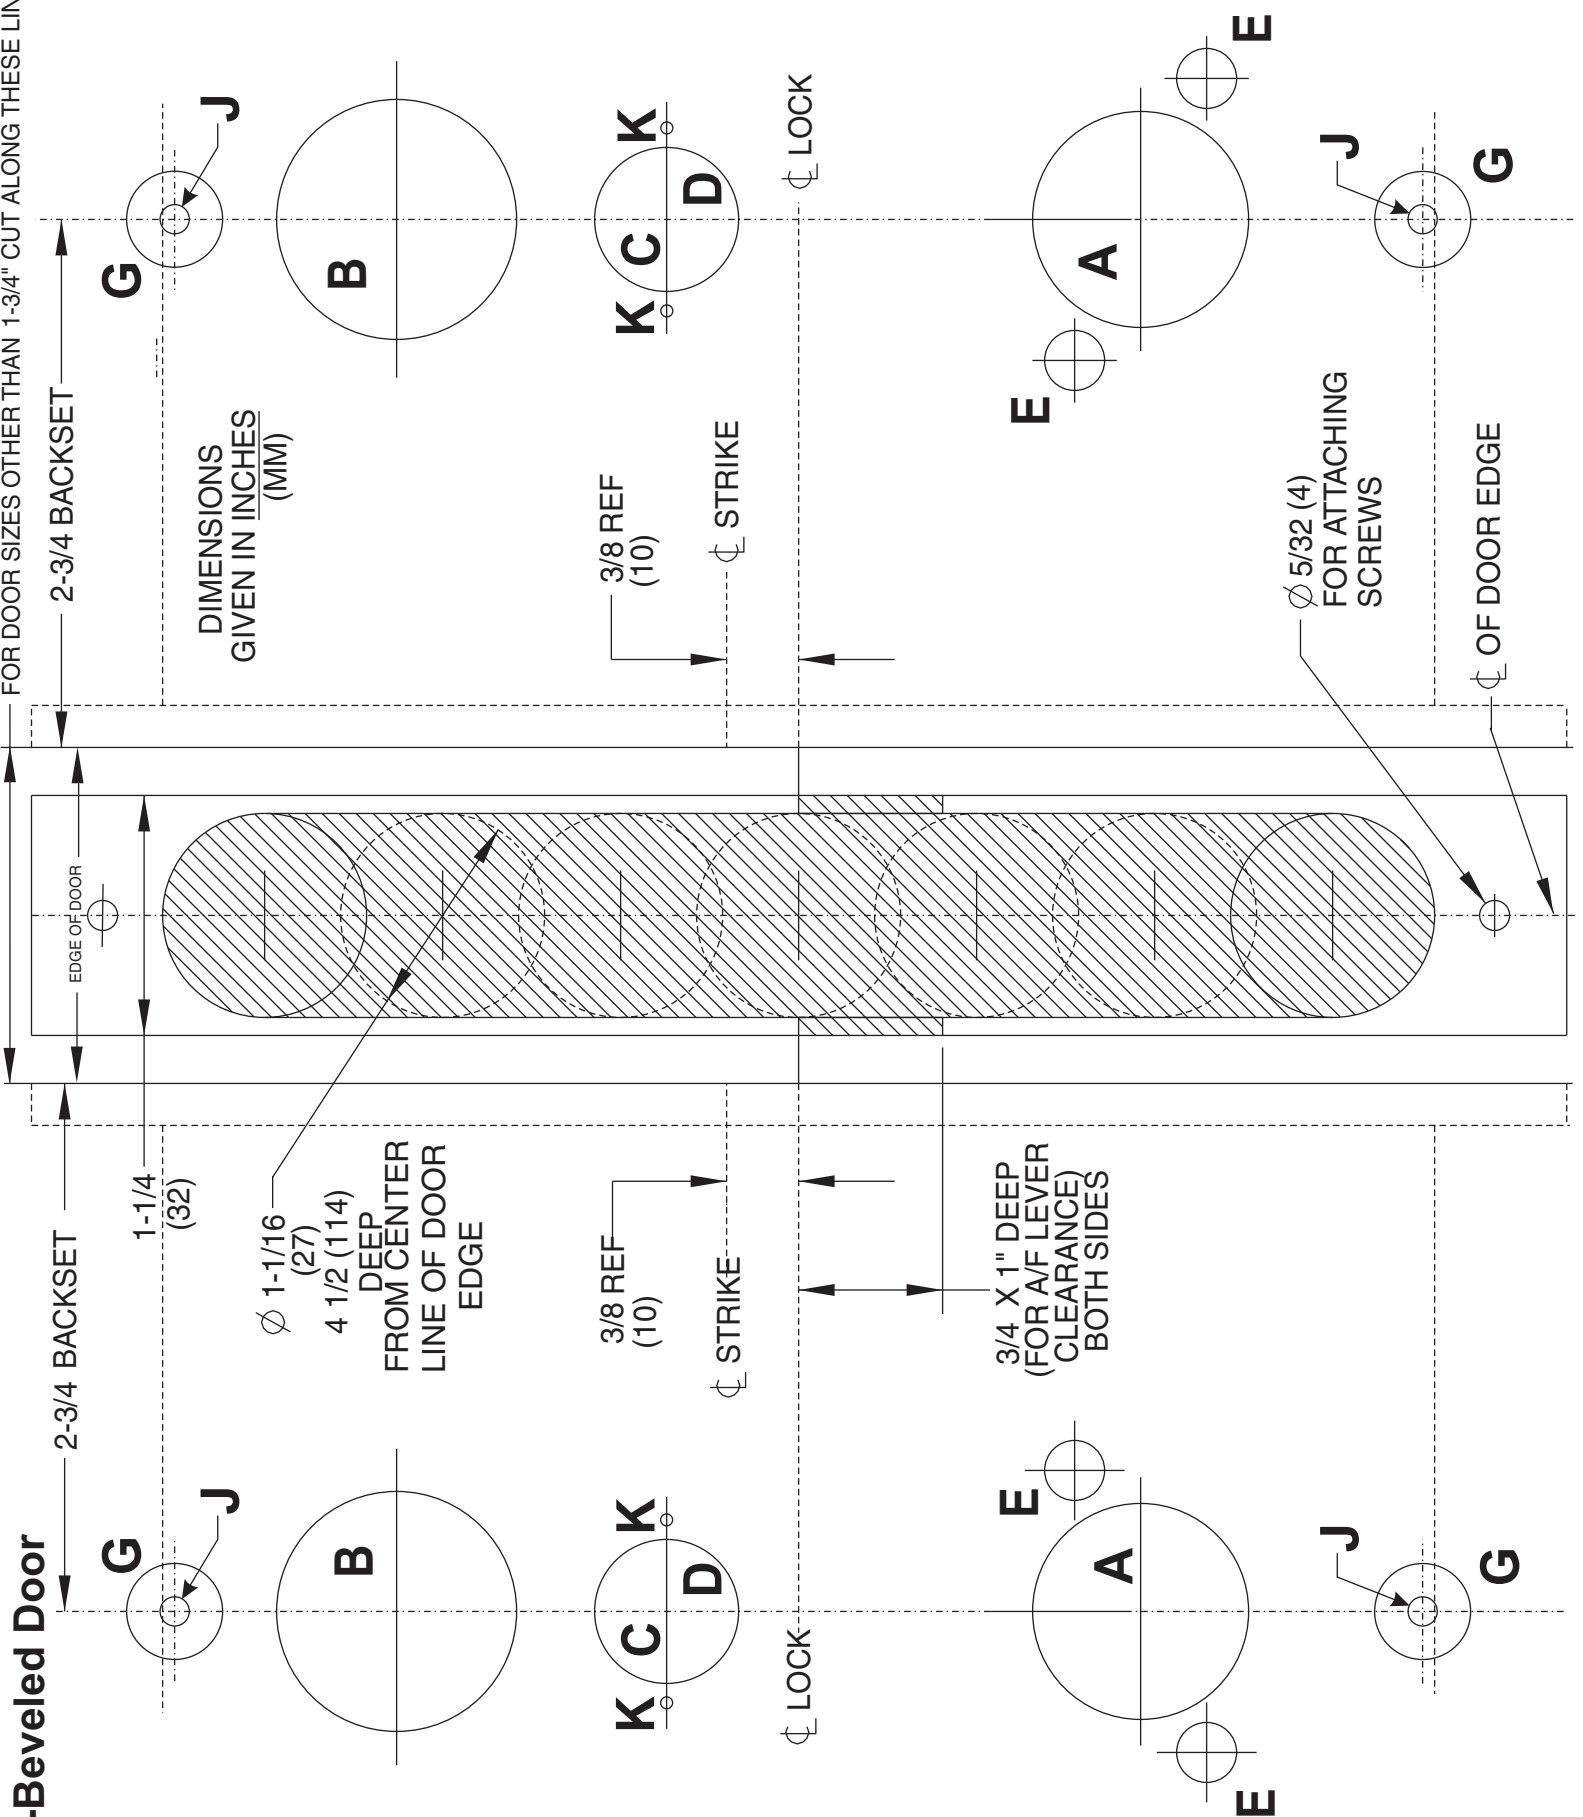 -Beveled Door
FOR DOOR SIZES OTHER THAN 1-3/4" CUT ALONG THESE
2-3/4 BACKSET
EDGE OF DOOR
2-3/4 BACKSET
G
J
B
K
C
D
K
℄ LOCK
E
A
E
J
G
1-1/4
(32)
Ø 1-1/16
(27)
4 1/2 (114)
DEEP
FROM CENTER
LINE OF DOOR
EDGE
3/8 REF
(10)
℄ STRIKE
3/4 X 1" DEEP
(FOR A/F LEVER
CLEARANCE)
BOTH SIDES
DIMENSIONS
GIVEN IN INCHES
(MM)
3/8 REF
(10)
℄ STRIKE
Ø 5/32 (4)
FOR ATTACHING
SCREWS
℄ OF DOOR EDGE
G
J
B
K
C
D
K
℄ LOCK
E
A
E
J
G